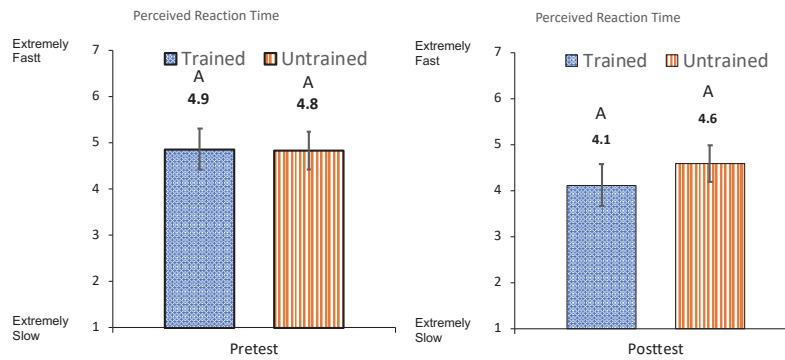 Perceived Reaction Time
Extremely
Fastt
7
Trained
Untrained
6
A
4.9
A
4.8
5
4
3
2
Extremely
Slow
1
Pretest
Perceived Reaction Time
Extremely
Fast
7
Trained
Untrained
6
A
4.1
A
4.6
5
4
3
2
Extremely
Slow
1
Posttest